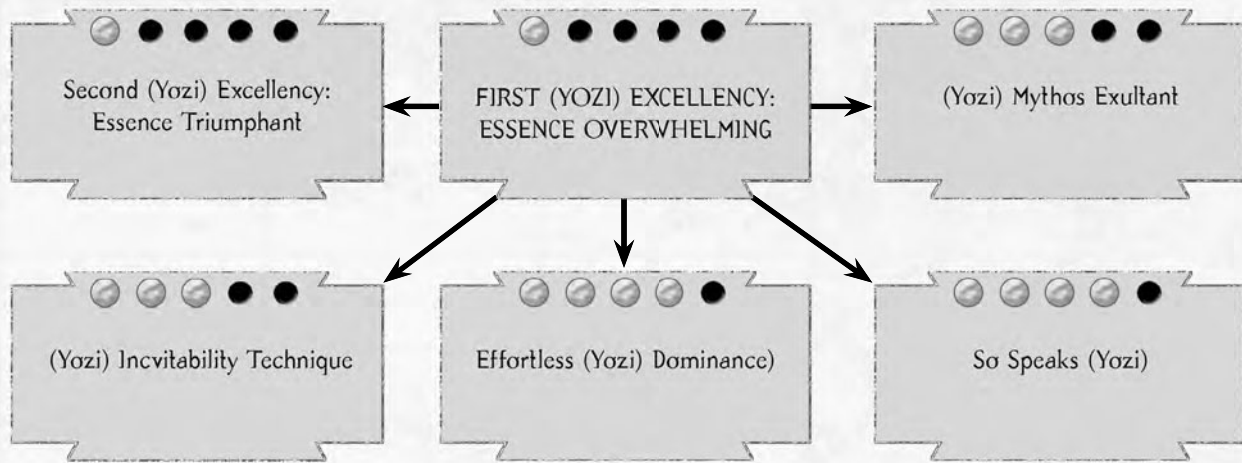 Second (Yozi) Excellency:
Essence Triumphant
FIRST (YOZI) EXCELLENCY:
ESSENCE OVERWHELMING
(Yozi) Mythos Exultant
(Yozi) Incvitability Technique
Effortless (Yozi) Dominance)
So Speaks (Yozi)